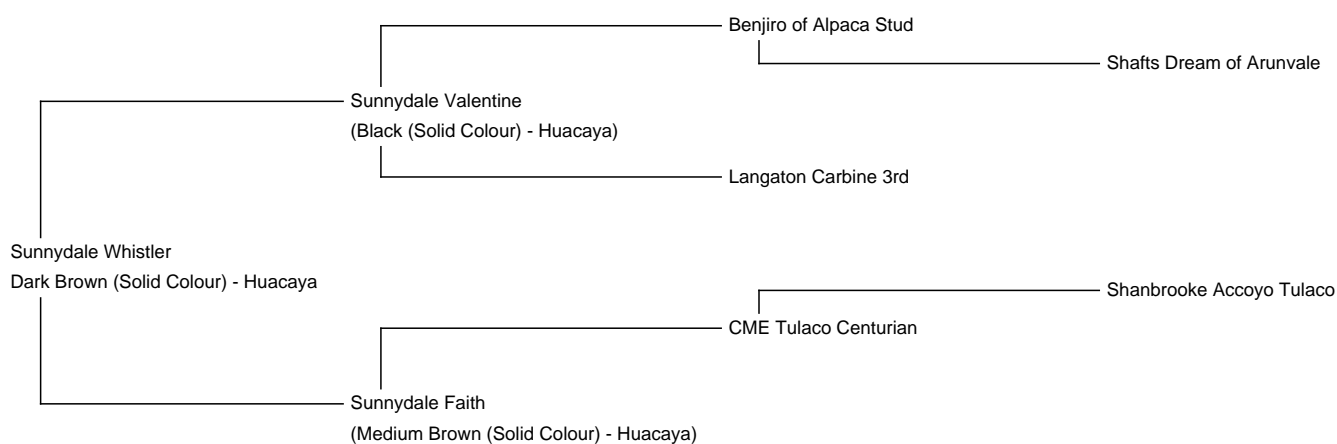 Benjiro of Alpaca Stud
Shafts Dream of Arunvale
Sunnydale Valentine
(Black (Solid Colour) - Huacaya)
Langaton Carbine 3rd
Sunnydale Whistler
Dark Brown (Solid Colour) - Huacaya
Shanbrooke Accoyo Tulaco
CME Tulaco Centurian
Sunnydale Faith
(Medium Brown (Solid Colour) - Huacaya)